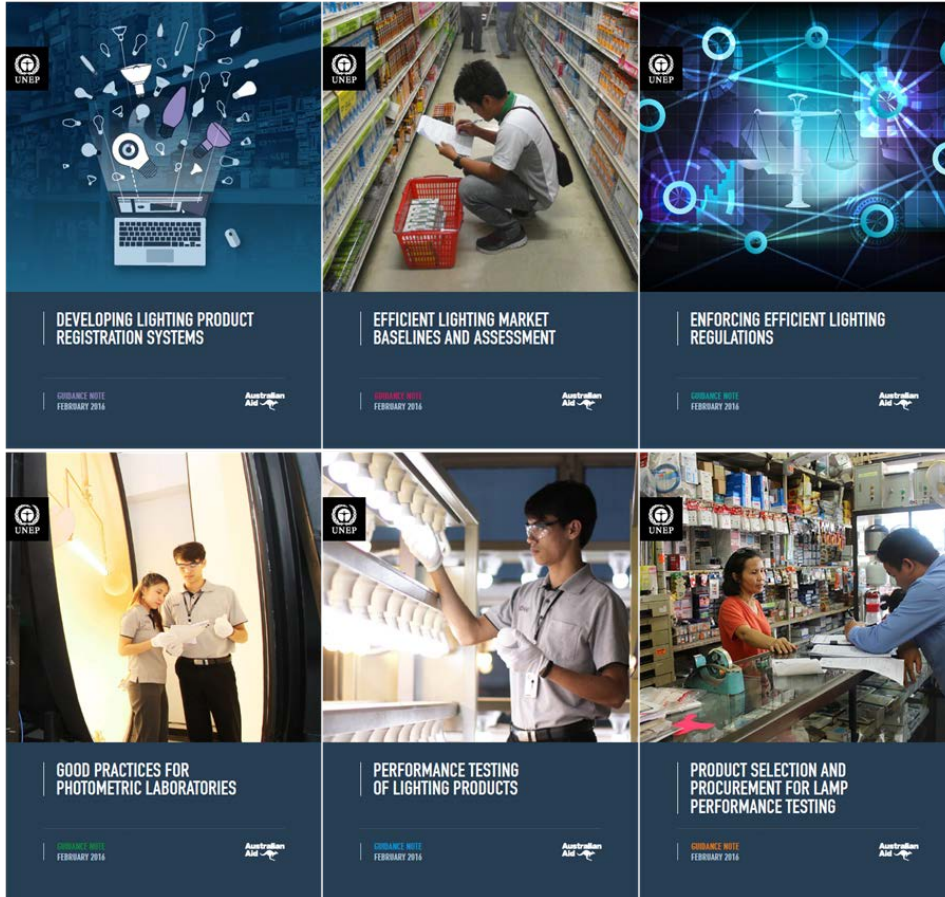 UNEP
DEVELOPING LIGHTING PRODUCT
REGISTRATION SYSTEMS
GUIDANCE NOTE
FEBRUARY 2016
Australian
Aid
UNEP
EFFICIENT LIGHTING MARKET
BASELINES AND ASSESSMENT
GUIDANCE NOTE
FEBRUARY 2016
Australian
Aid
UNEP
ENFORCING EFFICIENT LIGHTING
REGULATIONS
GUIDANCE NOTE
FEBRUARY 2016
Australian
Aid
UNEP
GOOD PRACTICES FOR
PHOTOMETRIC LABORATORIES
GUIDANCE NOTE
FEBRUARY 2016
Australian
Aid
UNEP
PERFORMANCE TESTING
OF LIGHTING PRODUCTS
GUIDANCE NOTE
FEBRUARY 2016
Australian
Aid
UNEP
PRODUCT SELECTION AND
PROCUREMENT FOR LAMP
PERFORMANCE TESTING
GUIDANCE NOTE
FEBRUARY 2016
Australian
Aid